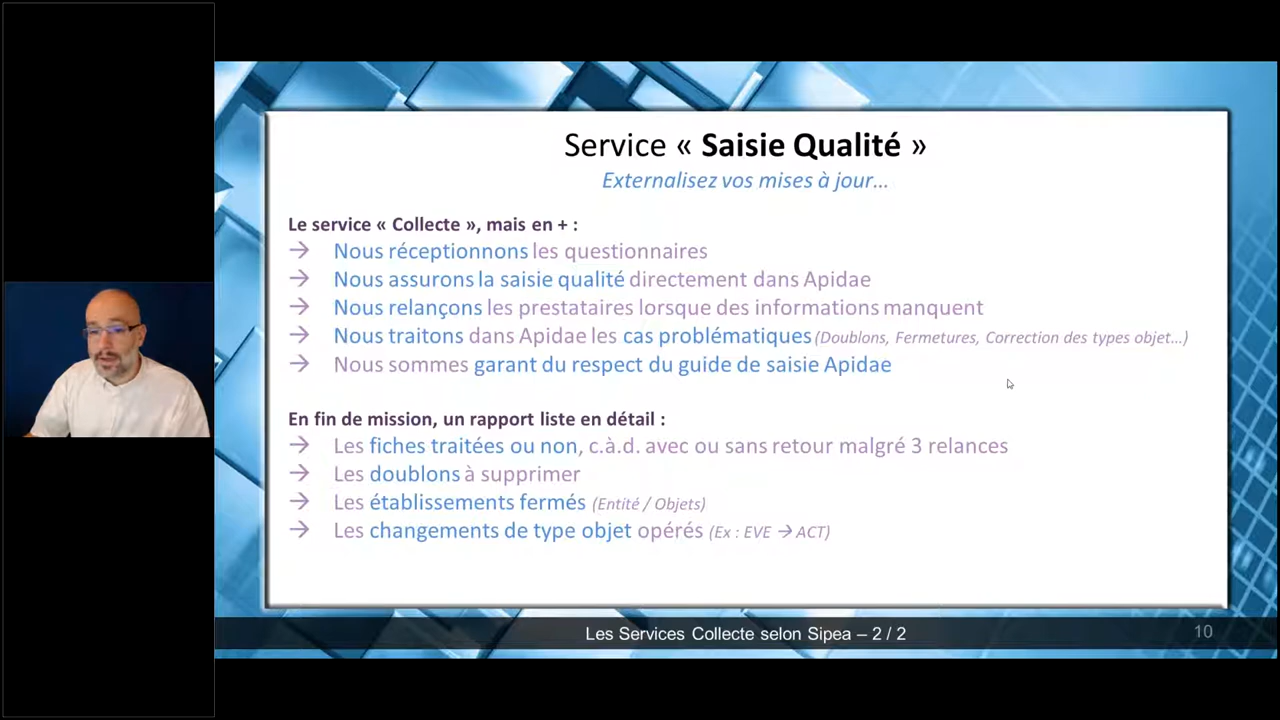 Service « Saisie Qualité »
Externalisez vos mises à jour...
Le service « Collecte », mais en + :
→ Nous réceptionnons les questionnaires
→ Nous assurons la saisie qualité directement dans Apidae
→ Nous relançons les prestataires lorsque des informations manquent
→ Nous traitons dans Apidae les cas problématiques (Doublons, Fermetures, Correction des types objet...)
→ Nous sommes garant du respect du guide de saisie Apidae
En fin de mission, un rapport liste en détail :
→ Les fiches traitées ou non, c.à.d. avec ou sans retour malgré 3 relances
→ Les doublons à supprimer
→ Les établissements fermés (Entité / Objets)
→ Les changements de type objet opérés (Ex : EVE → ACT)
Les Services Collecte selon Sipea – 2 / 2
10